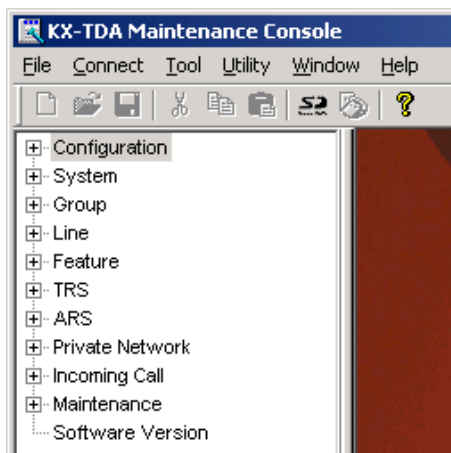 KX-TDA Maintenance Console
File Connect Tool Utility Window Help
SD ?
Configuration
System
Group
Line
Feature
TRS
ARS
Private Network
Incoming Call
Maintenance
Software Version